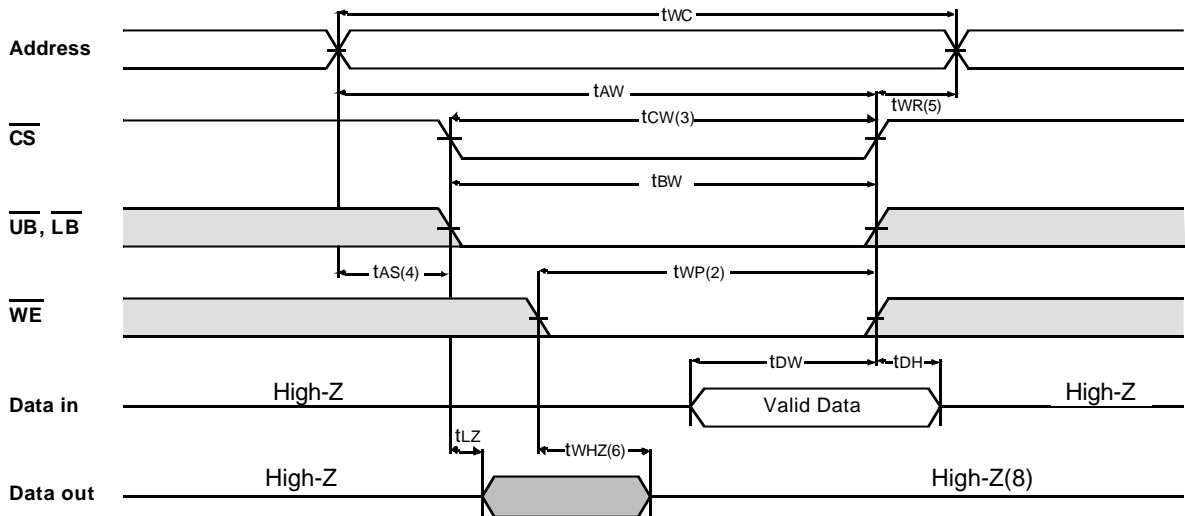 tWC
Address
tAW
tWR(5)
tCW(3)
CS
tBW
UB, LB
tAS(4)
tWP(2)
WE
tDW
tDH
Data in
High-Z
Valid Data
High-Z
tLZ
tWHZ(6)
Data out
High-Z
High-Z(8)